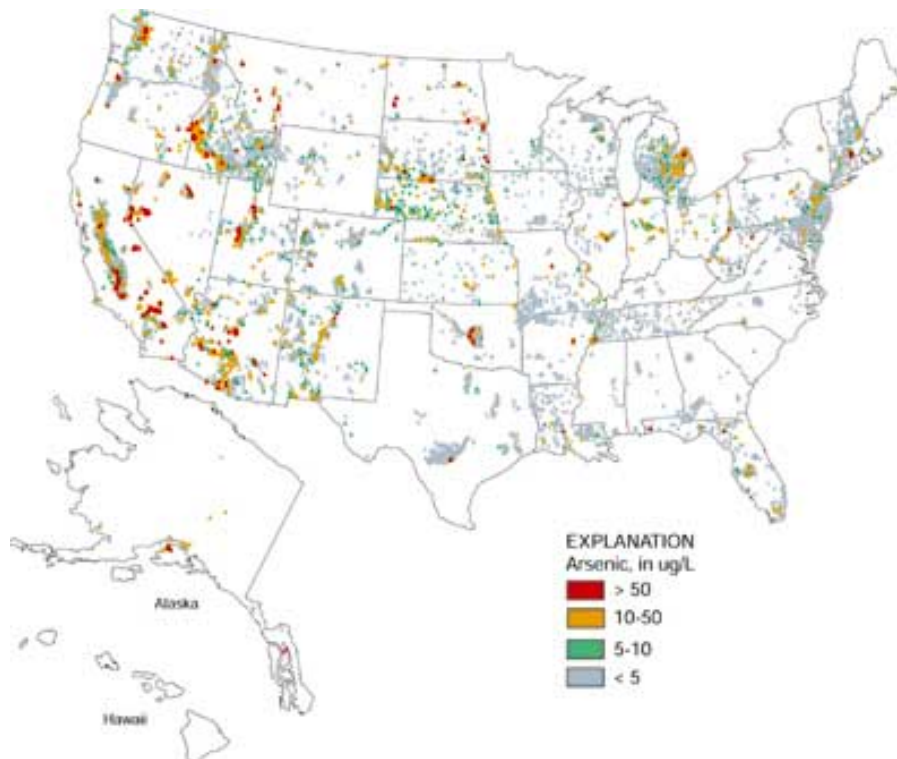 Alaska
Hawaii
EXPLANATION
Arsenic, in ug/L
> 50
10-50
5-10
< 5